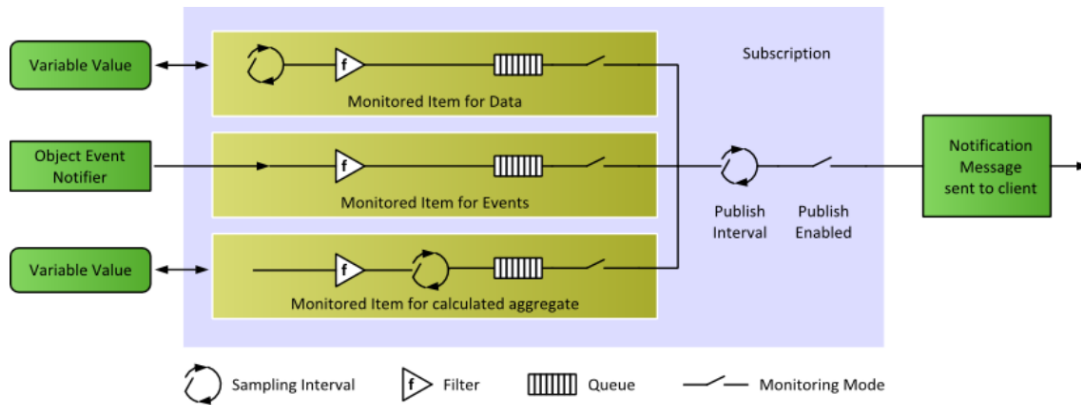 Variable Value
Monitored Item for Data
Subscription
Object Event
Notifier
f
Monitored Item for Events
Publish
Interval
Publish
Enabled
Notification
Message
sent to client
Variable Value
f
Monitored Item for calculated aggregate
f
Sampling Interval
f
Filter
Queue
Monitoring Mode